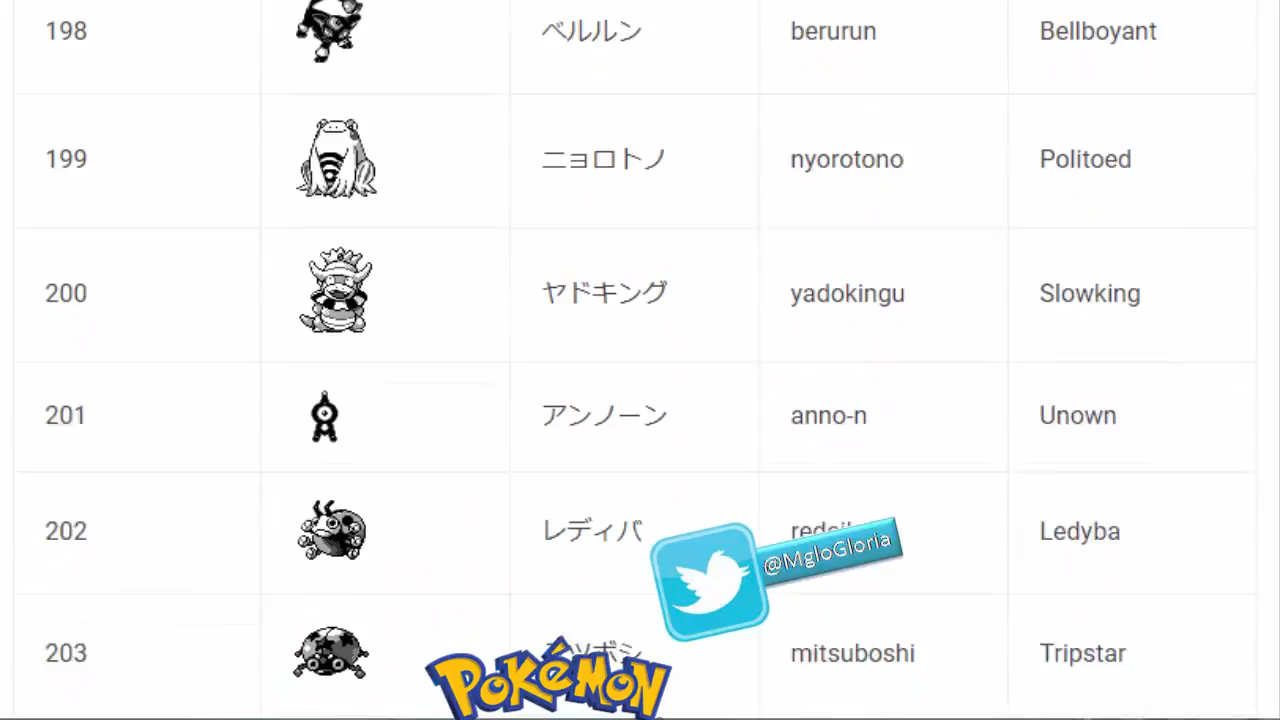 198 ベルルン berurun Bellboyant
199 ニョロトノ nyorotono Politoed
200 ヤドキング yadokingu Slowking
201 アンノーン anno-n Unown
202 レディバ Ledyba
@MgloGloria
203 mitsuboshi Tripstar
POKéMON